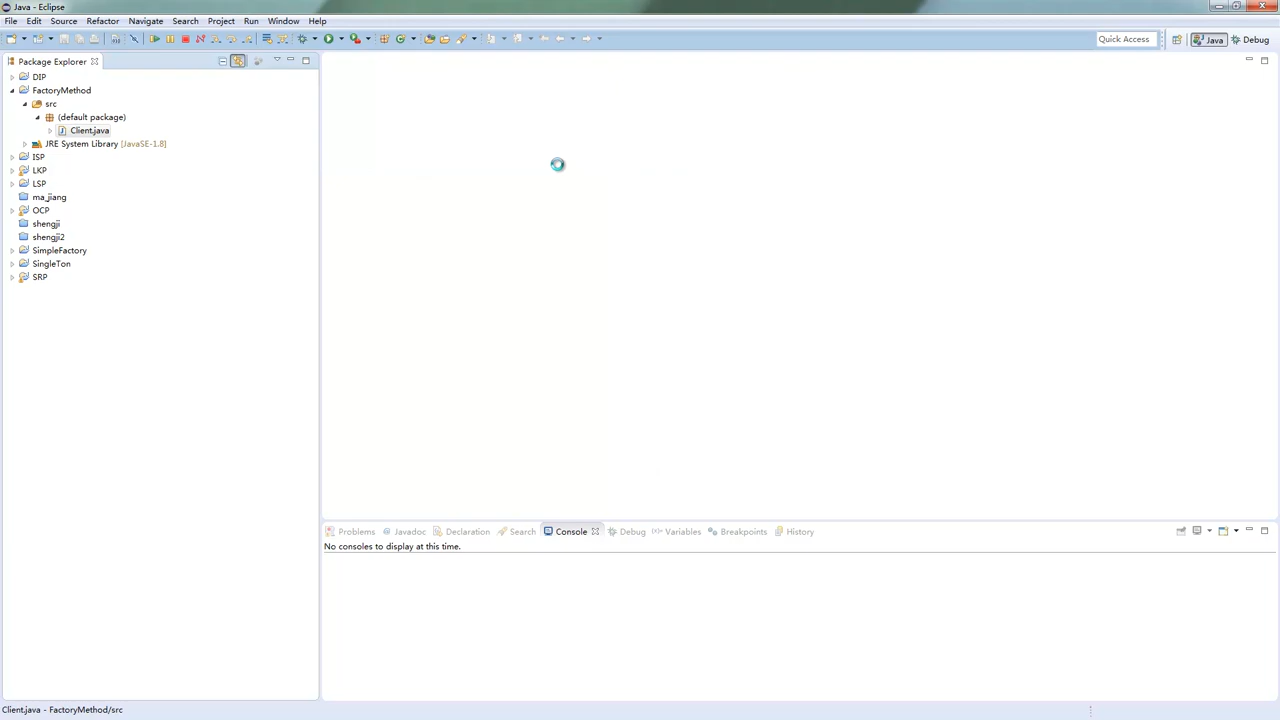 Java - Eclipse
File Edit Source Refactor Navigate Search Project Run Window Help
Quick Access Java Debug
Package Explorer
DIP
FactoryMethod
src
(default package)
Client.java
JRE System Library [JavaSE-1.8]
ISP
LKP
LSP
ma_jiang
OCP
shengji
shengji2
SimpleFactory
SingleTon
SRP
Problems Javadoc Declaration Search Console Debug Variables Breakpoints History
No consoles to display at this time.
Client.java - FactoryMethod/src